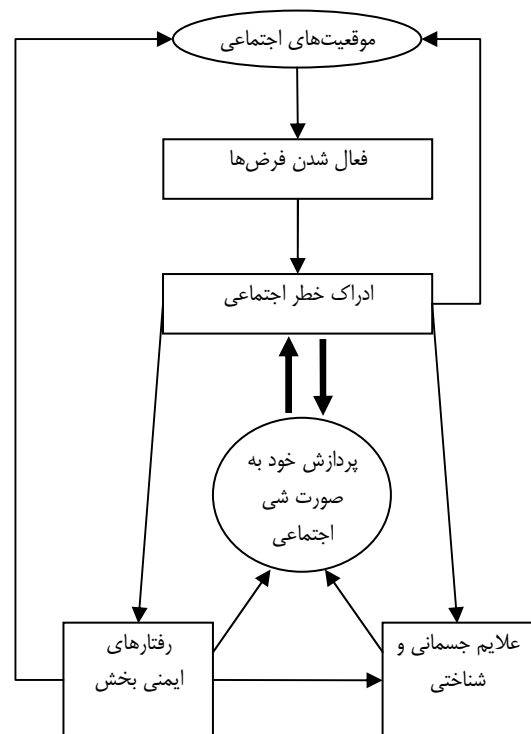 موقعیت‌های اجتماعی
فعال شدن فرض‌ها
ادراک خطر اجتماعی
پردازش خود به
صورت شی
اجتماعی
رفتارهای
ایمنی بخش
علایم جسمانی و
شناختی